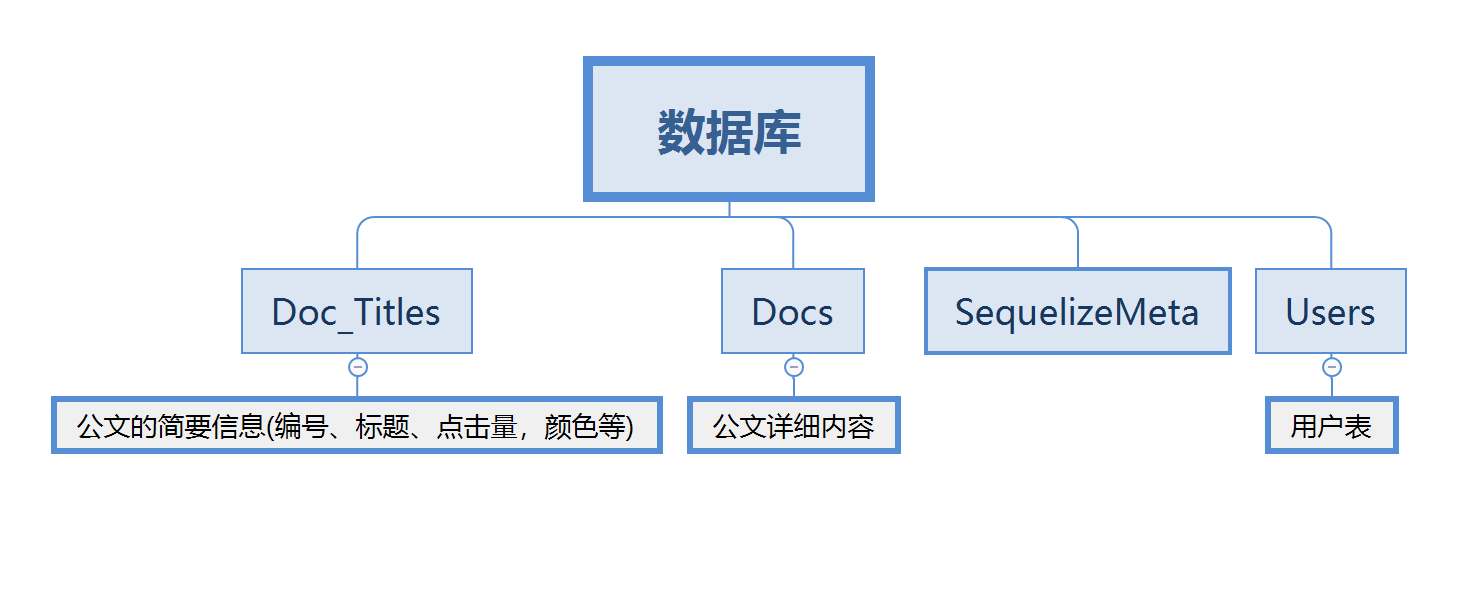 数据库
Doc_Titles
Docs
SequelizeMeta
Users
公文的简要信息(编号、标题、点击量，颜色等)
公文详细内容
用户表